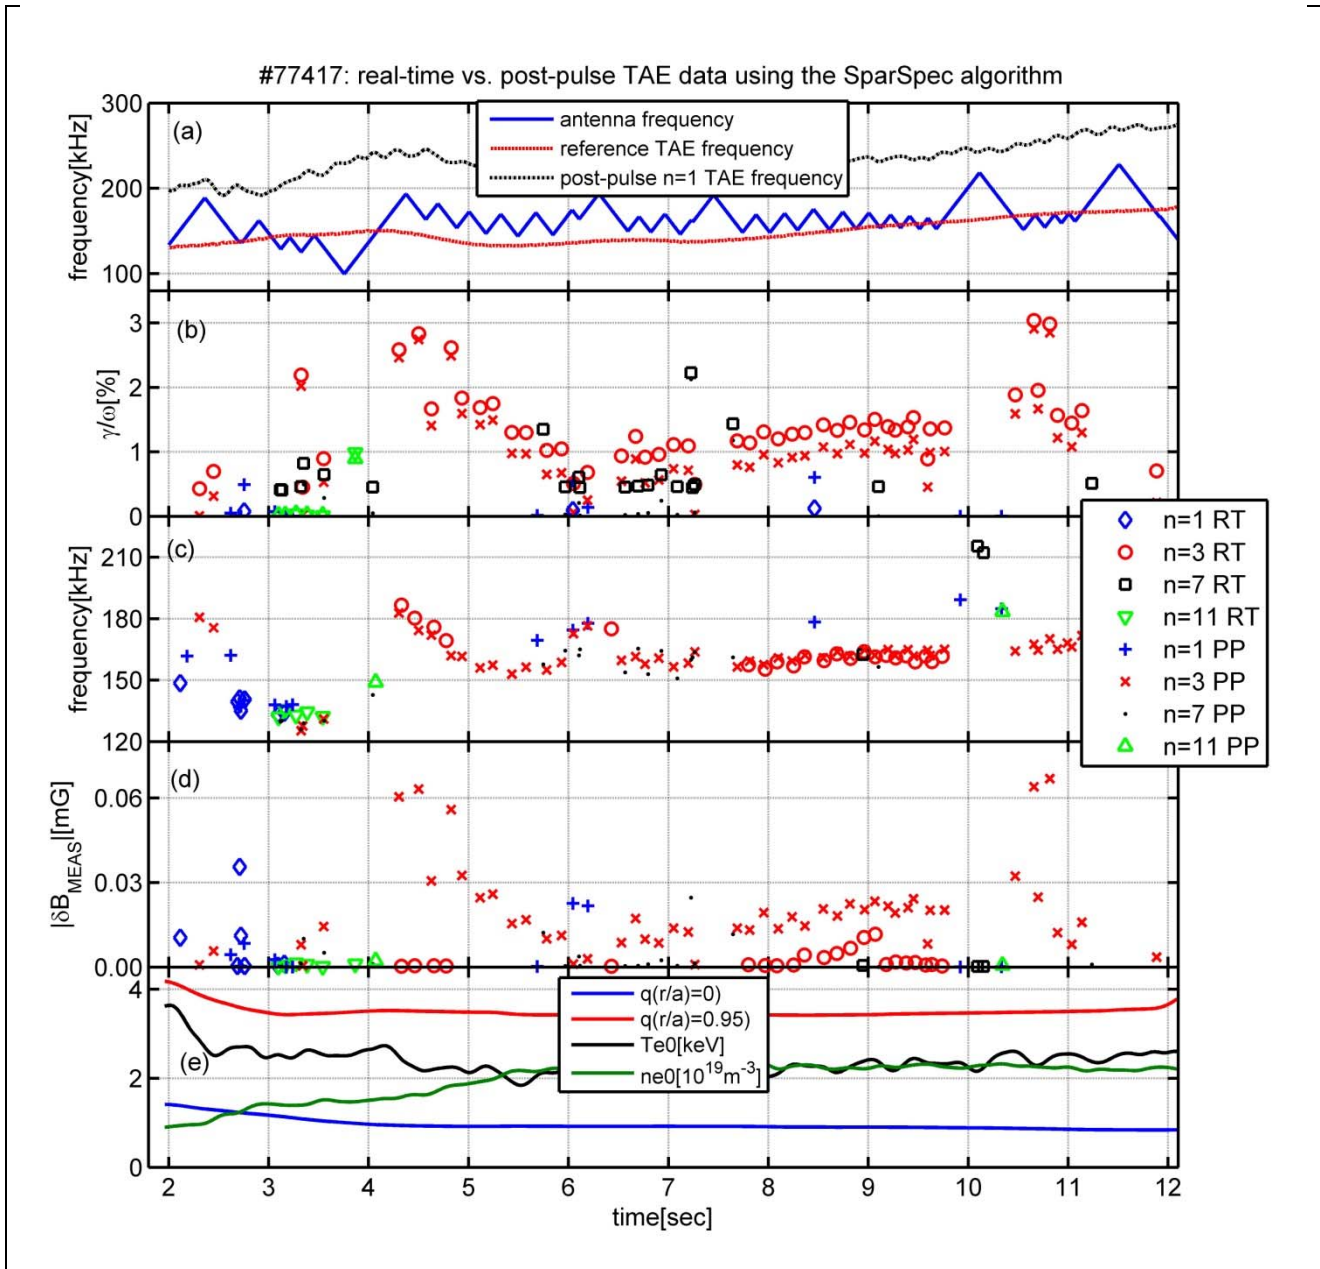 #77417: real-time vs. post-pulse TAE data using the SparSpec algorithm
(a)
frequency[kHz]
300
200
100
antenna frequency
reference TAE frequency
post-pulse n=1 TAE frequency
(b)
γ/ω[%]
3
2
1
0
(c)
frequency[kHz]
210
180
150
120
n=1 RT
n=3 RT
n=7 RT
n=11 RT
n=1 PP
n=3 PP
n=7 PP
n=11 PP
(d)
|δB_MEAS|[mG]
0.06
0.03
0.00
(e)
4
2
0
q(r/a)=0)
q(r/a)=0.95)
Te0[keV]
ne0[10^19m^-3]
2 3 4 5 6 7 8 9 10 11 12
time[sec]